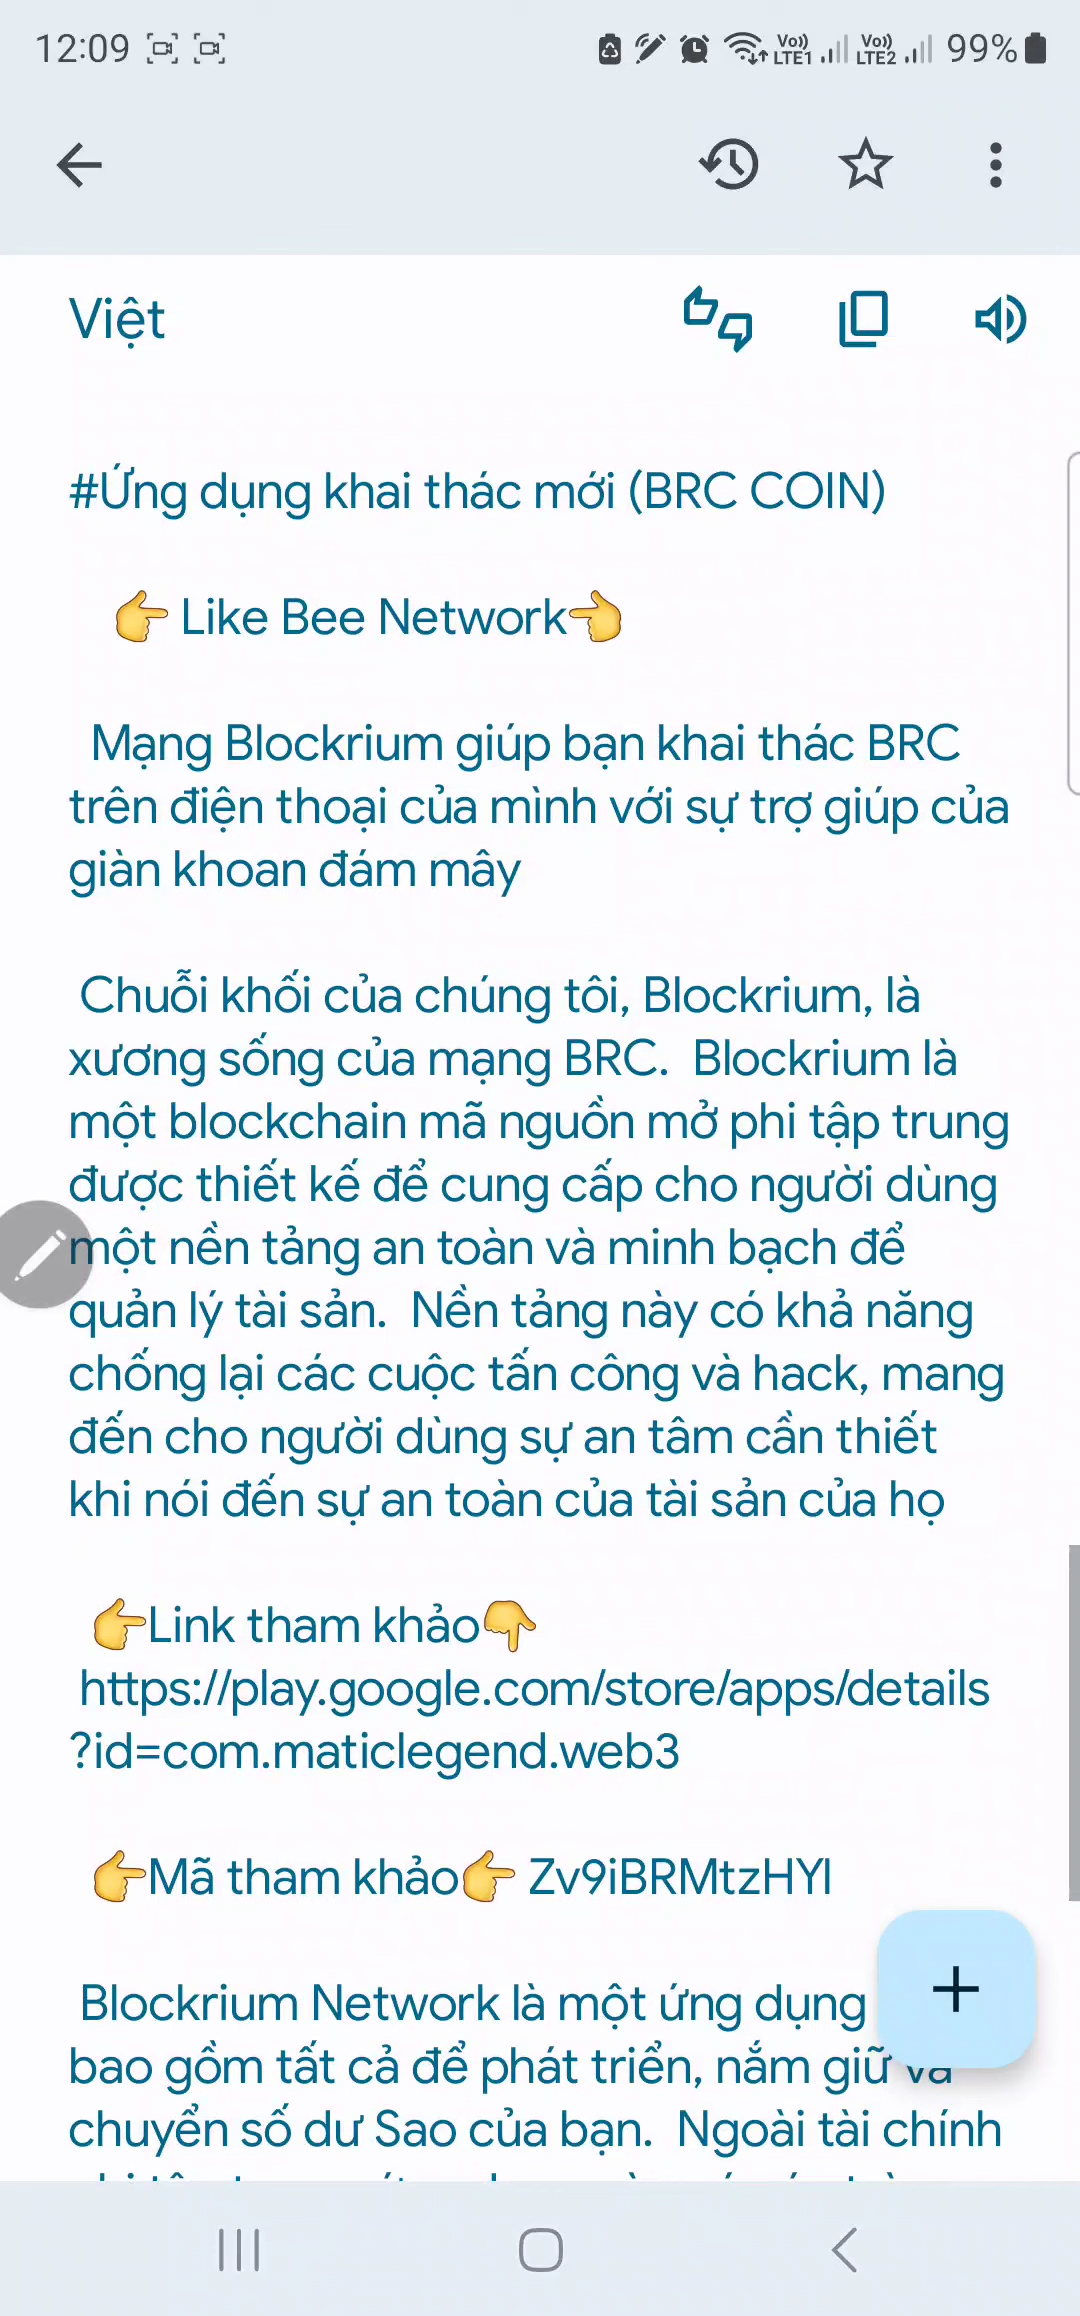 12:09
Vo)) LTE1 Vo)) LTE2 99%
Việt
#Ứng dụng khai thác mới (BRC COIN)
👉 Like Bee Network👈
Mạng Blockrium giúp bạn khai thác BRC
trên điện thoại của mình với sự trợ giúp của
giàn khoan đám mây
Chuỗi khối của chúng tôi, Blockrium, là
xương sống của mạng BRC. Blockrium là
một blockchain mã nguồn mở phi tập trung
được thiết kế để cung cấp cho người dùng
một nền tảng an toàn và minh bạch để
quản lý tài sản. Nền tảng này có khả năng
chống lại các cuộc tấn công và hack, mang
đến cho người dùng sự an tâm cần thiết
khi nói đến sự an toàn của tài sản của họ
👉Link tham khảo👇
https://play.google.com/store/apps/details
?id=com.maticlegend.web3
👉Mã tham khảo👉 Zv9iBRMtzHYl
Blockrium Network là một ứng dụng
bao gồm tất cả để phát triển, nắm giữ và
chuyển số dư Sao của bạn. Ngoài tài chính